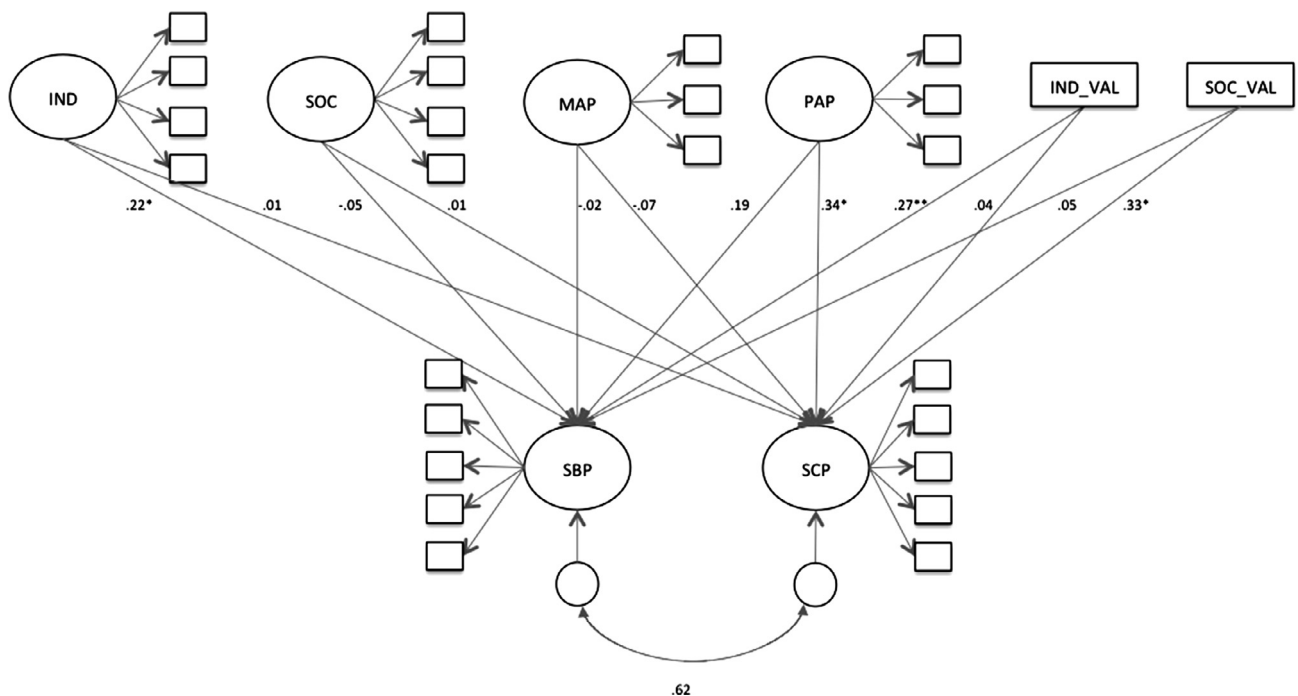 IND
SOC
MAP
PAP
IND_VAL
SOC_VAL
.22* .01 -.05 .01 -.02 -.07 .19 .34* .27** .04 .05 .33*
SBP
SCP
.62